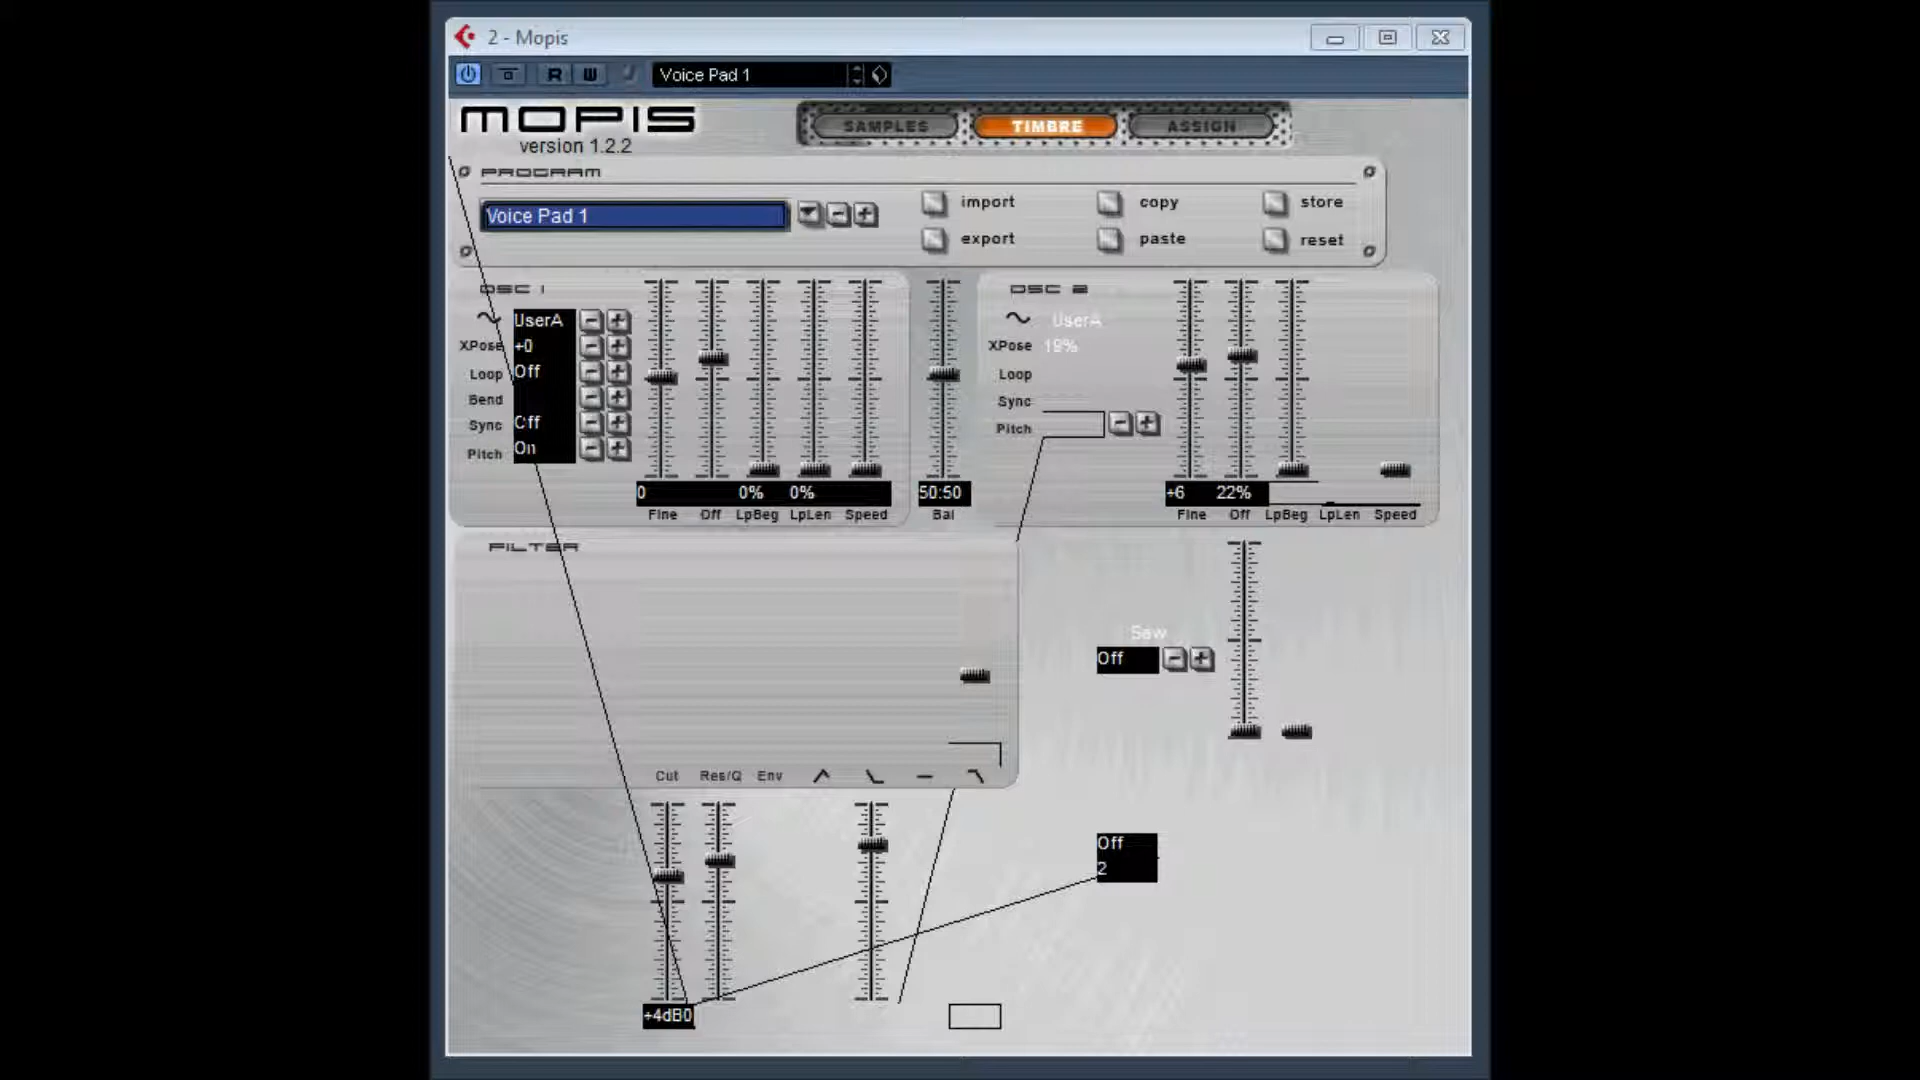 2 - Mopis
R W Voice Pad 1
MOPIS
version 1.2.2
SAMPLES TIMBRE ASSIGN
PROGRAM
Voice Pad 1
import copy store
export paste reset
OSC 1
UserA
XPose +0
Loop Off
Bend
Sync Off
Pitch On
0 0% 0%
Fine Off LpBeg LpLen Speed
50:50
Bal
OSC 2
UserA
XPose 19%
Loop
Sync
Pitch
+6 22%
Fine Off LpBeg LpLen Speed
FILTER
Saw
Off
Cut Res/Q Env
Off
2
+4dB0